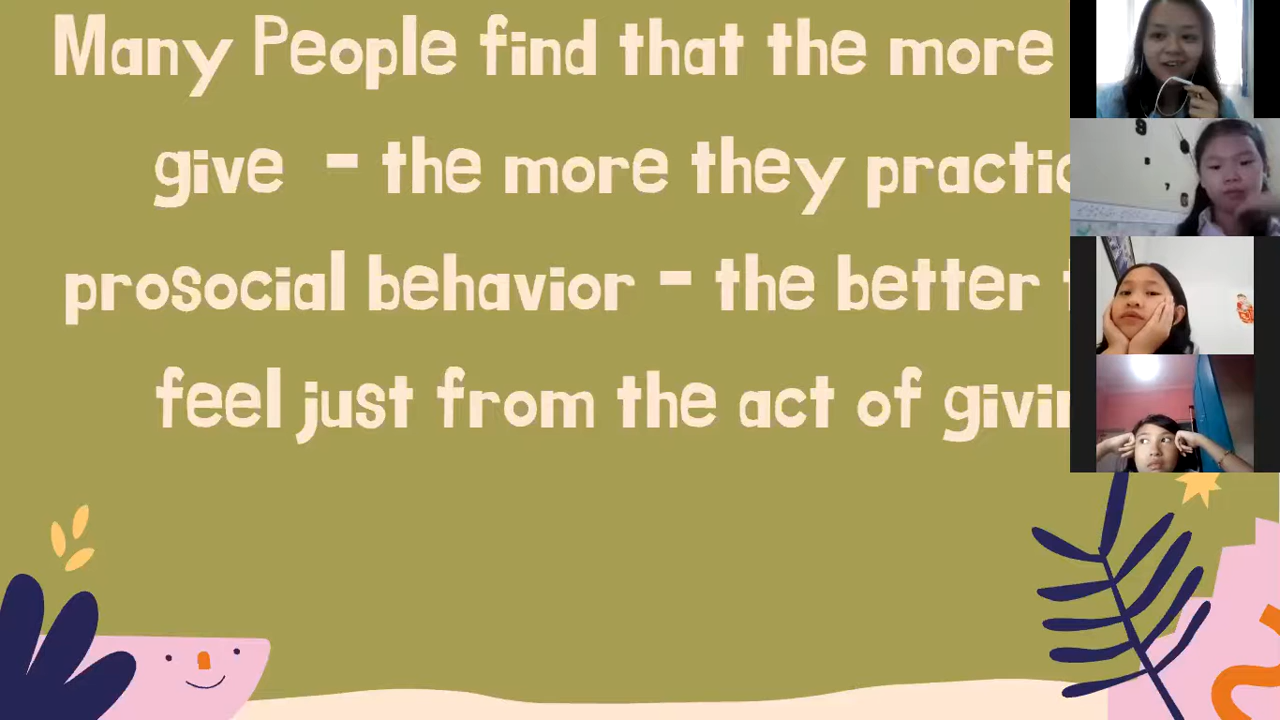 Many People find that the more
give - the more they
prosocial behavior - the better
feel just from the act of